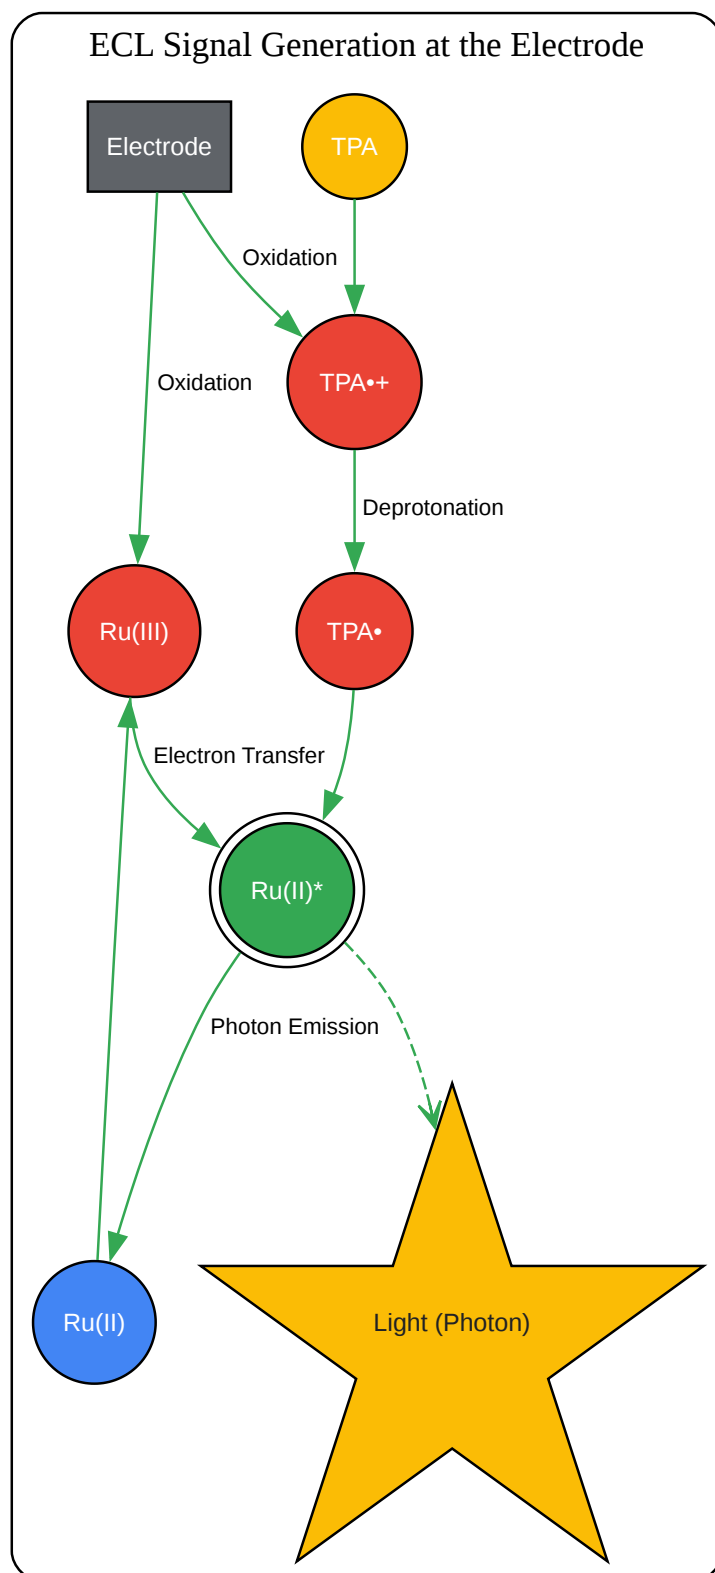 ECL Signal Generation at the Electrode
Electrode
TPA
Oxidation
TPA•+
Oxidation
Deprotonation
Ru(III)
TPA•
Electron Transfer
Ru(II)*
Photon Emission
Ru(II)
Light (Photon)